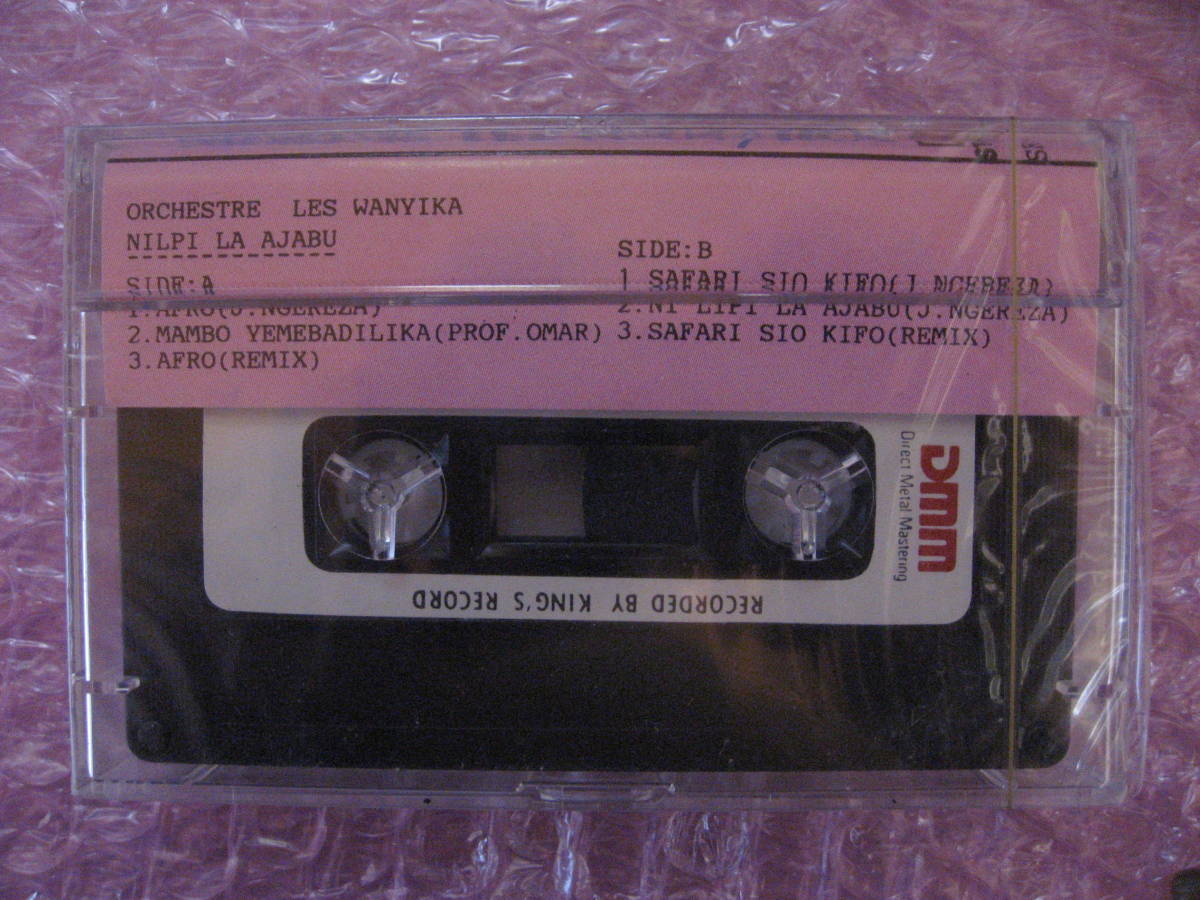 ORCHESTRE LES WANYIKA
NILPI LA AJABU
SIDE:A
1.AFRO(J.NGEREZA)
2.MAMBO YEMEBADILIKA(PROF.OMAR)
3.AFRO(REMIX)
SIDE:B
1 SAFARI SIO KIFO(J.NGEREZA)
2.NI LIPI LA AJABU(J.NGEREZA)
3.SAFARI SIO KIFO(REMIX)
DMM
Direct Metal Mastering
RECORDED BY KING'S RECORD